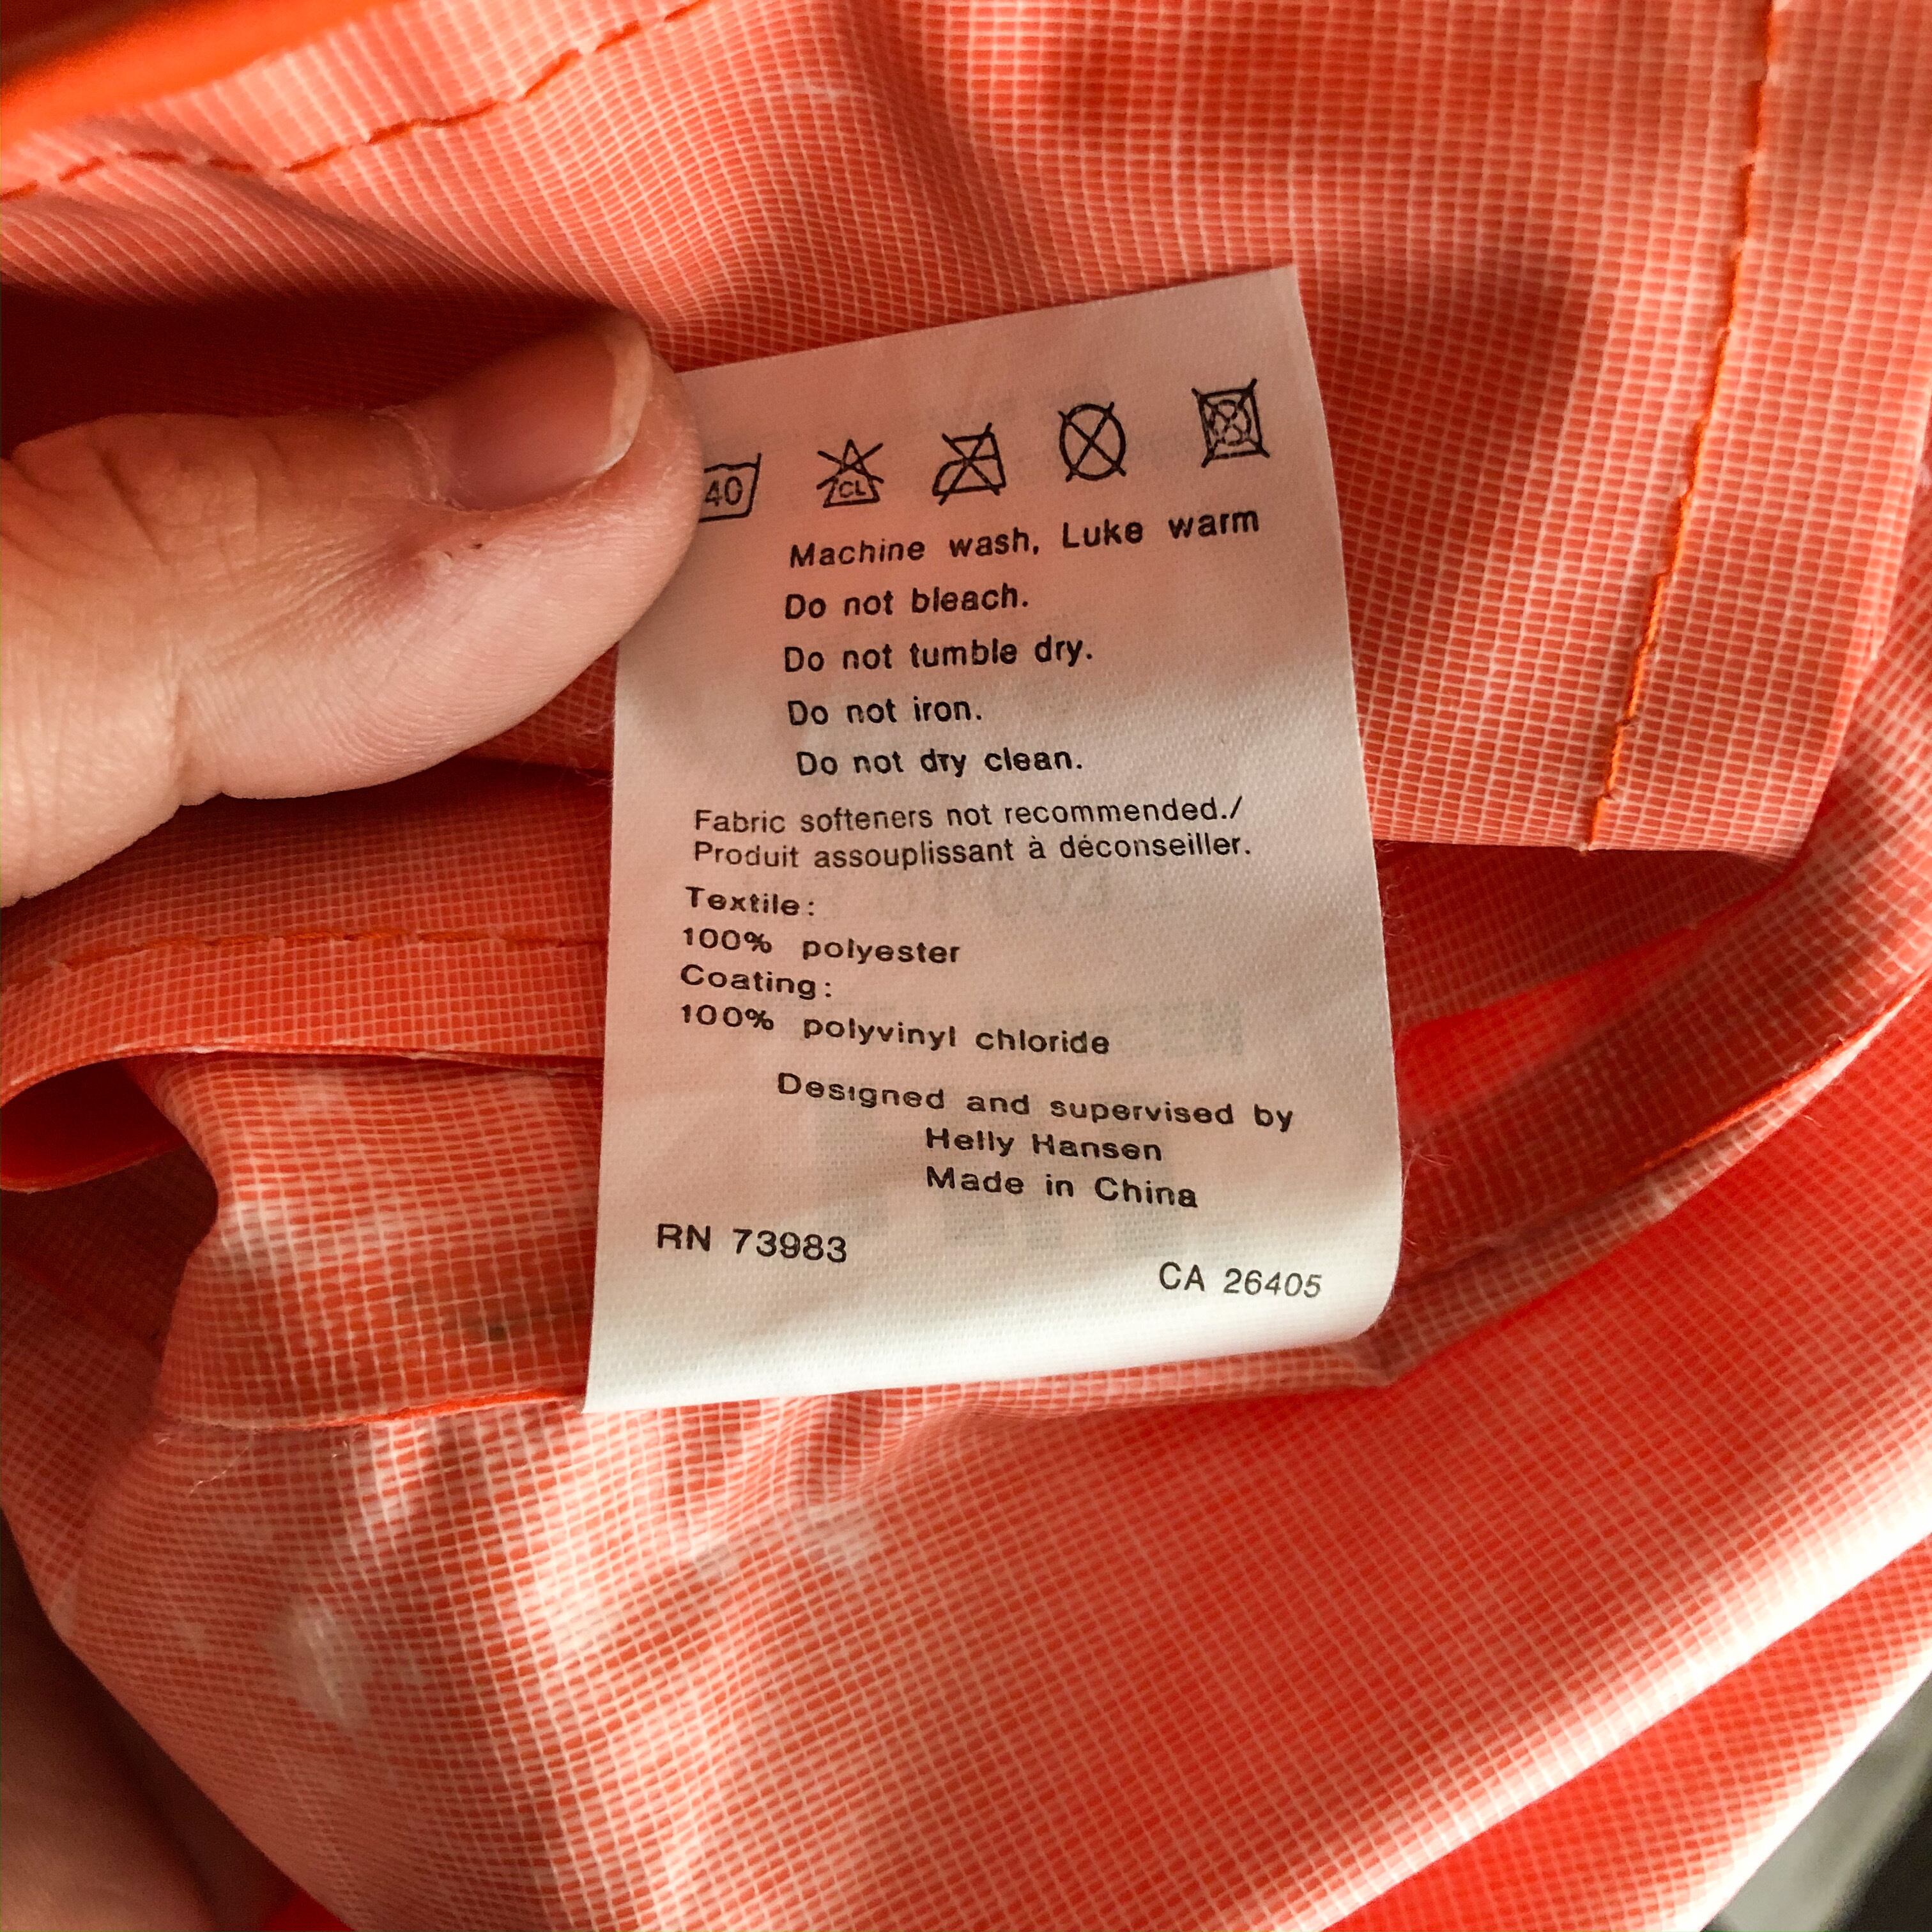 40 CL
Machine wash, Luke warm
Do not bleach.
Do not tumble dry.
Do not iron.
Do not dry clean.
Fabric softeners not recommended./
Produit assouplissant à déconseiller.
Textile:
100% polyester
Coating:
100% polyvinyl chloride
Designed and supervised by
Helly Hansen
Made in China
RN 73983
CA 26405